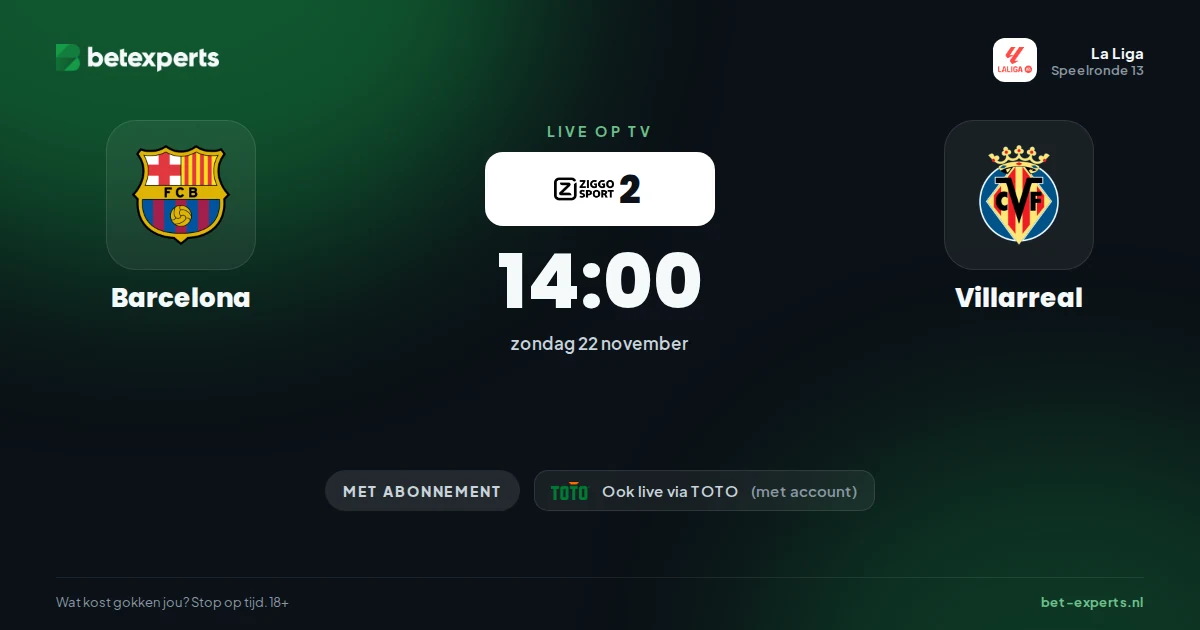 betexperts
LALIGA
La Liga
Speelronde 13
LIVE OP TV
ZIGGO
SPORT 2
14:00
zondag 22 november
FCB
Barcelona
CVF
Villarreal
MET ABONNEMENT
TOTO Ook live via TOTO (met account)
Wat kost gokken jou? Stop op tijd. 18+
bet-experts.nl